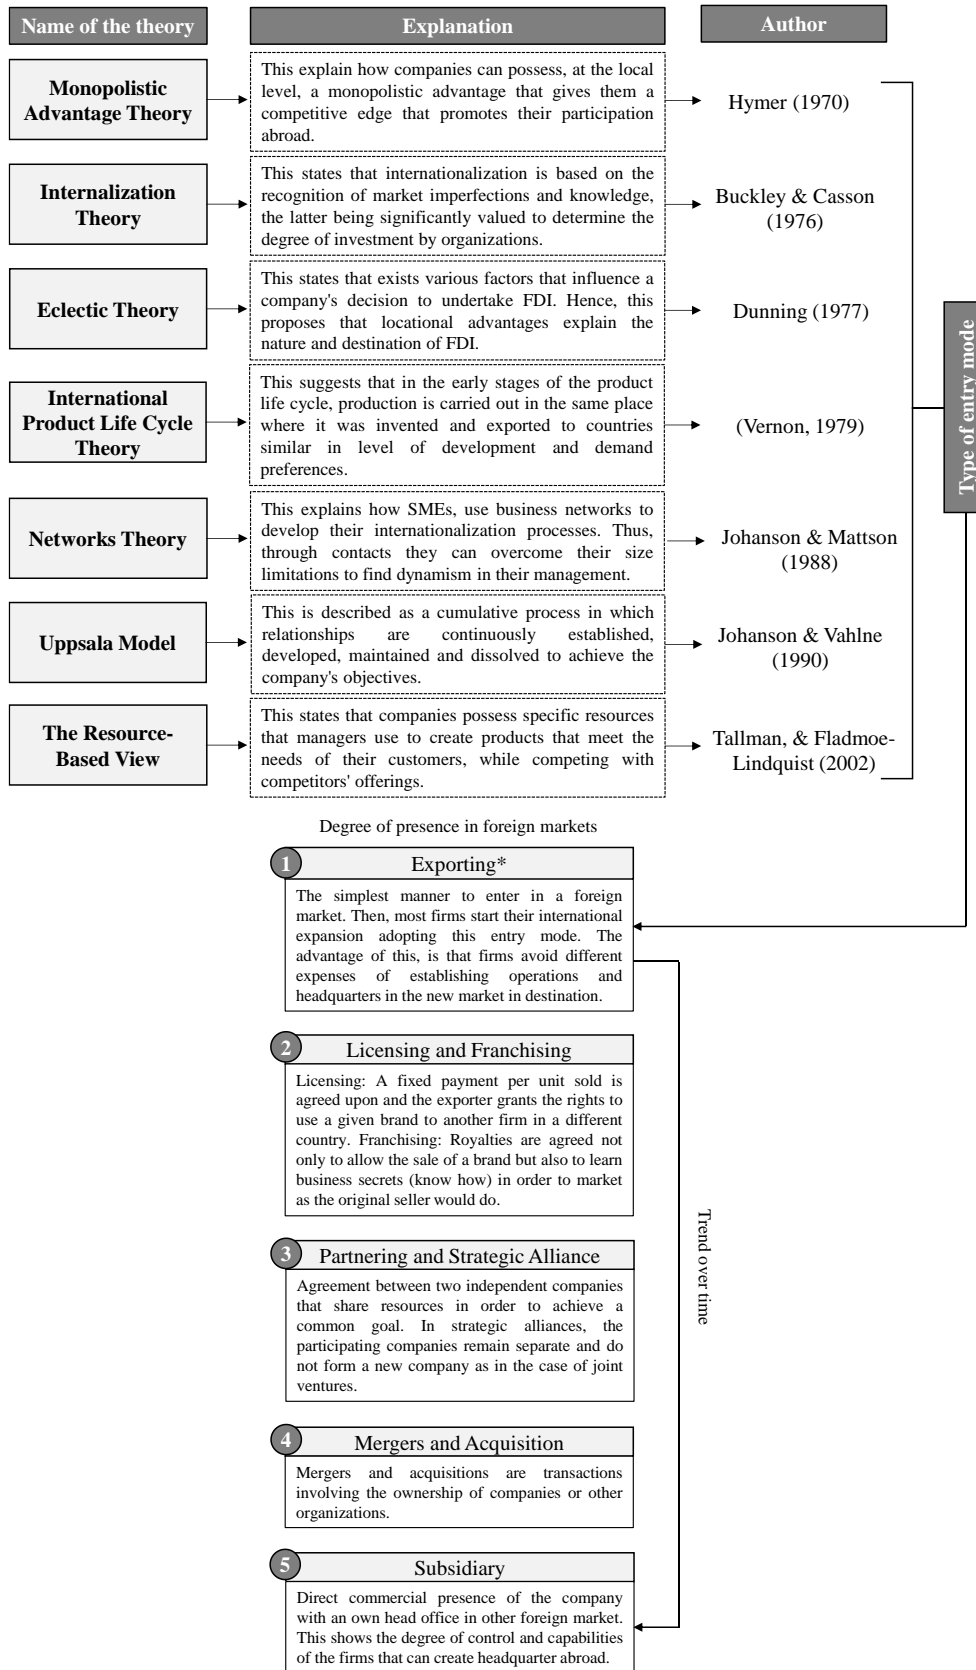 Name of the theory
Explanation
Author
Monopolistic
Advantage Theory
This explain how companies can possess, at the local
level, a monopolistic advantage that gives them a
competitive edge that promotes their participation
abroad.
Hymer (1970)
Internalization
Theory
This states that internationalization is based on the
recognition of market imperfections and knowledge,
the latter being significantly valued to determine the
degree of investment by organizations.
Buckley & Casson
(1976)
Eclectic Theory
This states that exists various factors that influence a
company's decision to undertake FDI. Hence, this
proposes that locational advantages explain the
nature and destination of FDI.
Dunning (1977)
International
Product Life Cycle
Theory
This suggests that in the early stages of the product
life cycle, production is carried out in the same place
where it was invented and exported to countries
similar in level of development and demand
preferences.
(Vernon, 1979)
Networks Theory
This explains how SMEs, use business networks to
develop their internationalization processes. Thus,
through contacts they can overcome their size
limitations to find dynamism in their management.
Johanson & Mattson
(1988)
Uppsala Model
This is described as a cumulative process in which
relationships are continuously established,
developed, maintained and dissolved to achieve the
company's objectives.
Johanson & Vahlne
(1990)
The Resource-
Based View
This states that companies possess specific resources
that managers use to create products that meet the
needs of their customers, while competing with
competitors' offerings.
Tallman, & Fladmoe-
Lindquist (2002)
Type of entry mode
Degree of presence in foreign markets
1
Exporting*
The simplest manner to enter in a foreign
market. Then, most firms start their international
expansion adopting this entry mode. The
advantage of this, is that firms avoid different
expenses of establishing operations and
headquarters in the new market in destination.
2
Licensing and Franchising
Licensing: A fixed payment per unit sold is
agreed upon and the exporter grants the rights to
use a given brand to another firm in a different
country. Franchising: Royalties are agreed not
only to allow the sale of a brand but also to learn
business secrets (know how) in order to market
as the original seller would do.
3
Partnering and Strategic Alliance
Agreement between two independent companies
that share resources in order to achieve a
common goal. In strategic alliances, the
participating companies remain separate and do
not form a new company as in the case of joint
ventures.
4
Mergers and Acquisition
Mergers and acquisitions are transactions
involving the ownership of companies or other
organizations.
5
Subsidiary
Direct commercial presence of the company
with an own head office in other foreign market.
This shows the degree of control and capabilities
of the firms that can create headquarter abroad.
Trend over time